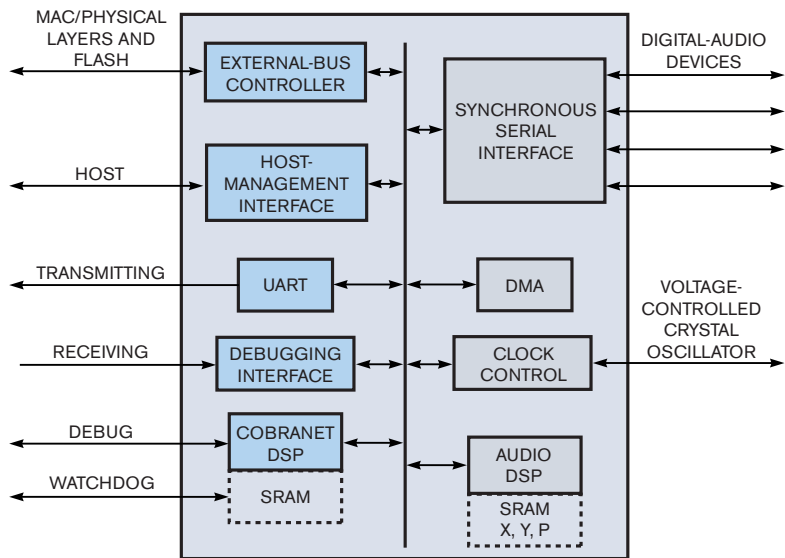 MAC/PHYSICAL
LAYERS AND
FLASH
EXTERNAL-BUS
CONTROLLER
DIGITAL-AUDIO
DEVICES
SYNCHRONOUS
SERIAL
INTERFACE
HOST
HOST-
MANAGEMENT
INTERFACE
TRANSMITTING
UART
DMA
VOLTAGE-
CONTROLLED
CRYSTAL
OSCILLATOR
RECEIVING
DEBUGGING
INTERFACE
CLOCK
CONTROL
DEBUG
COBRANET
DSP
AUDIO
DSP
WATCHDOG
SRAM
SRAM
X, Y, P